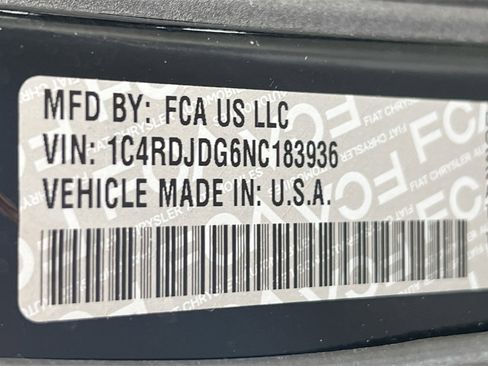 MFD BY: FCA US LLC
VIN: 1C4RDJDG6NC183936
VEHICLE MADE IN: U.S.A.